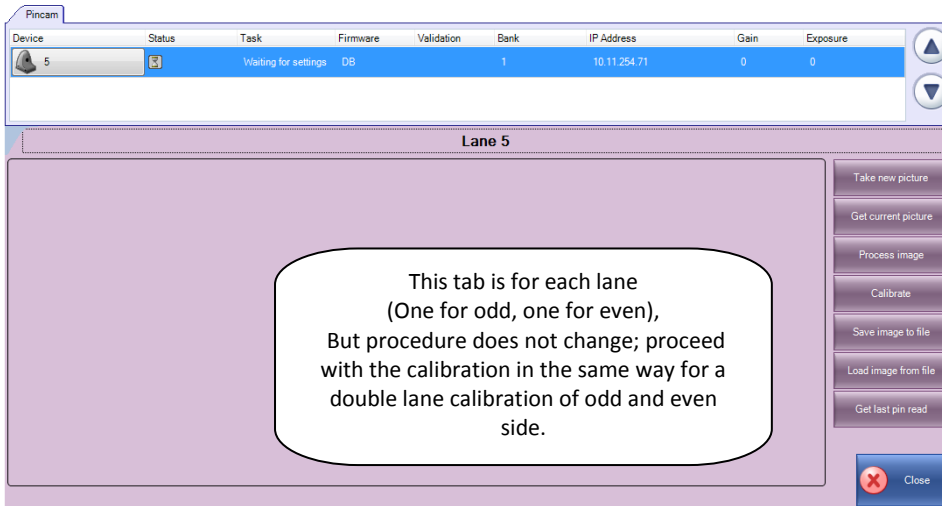 Pincam
Device Status Task Firmware Validation Bank IP Address Gain Exposure
5 Waiting for settings DB 1 10.11.254.71 0 0
Lane 5
Take new picture
Get current picture
Process image
Calibrate
Save image to file
Load image from file
Get last pin read
Close
This tab is for each lane
(One for odd, one for even),
But procedure does not change; proceed
with the calibration in the same way for a
double lane calibration of odd and even
side.